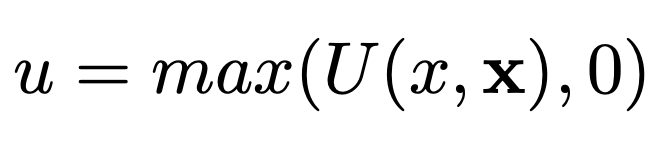 u = max(U(x, 𝐱), 0)